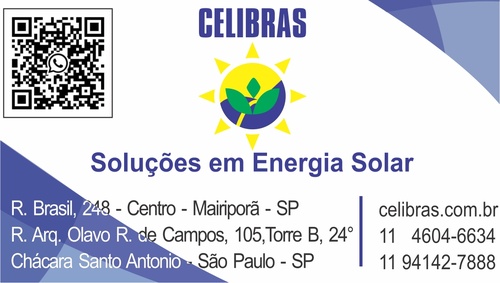 CELIBRAS
Soluções em Energia Solar
R. Brasil, 248 - Centro - Mairiporã - SP
R. Arq. Olavo R. de Campos, 105,Torre B, 24°
Chácara Santo Antonio - São Paulo - SP
celibras.com.br
11 4604-6634
11 94142-7888